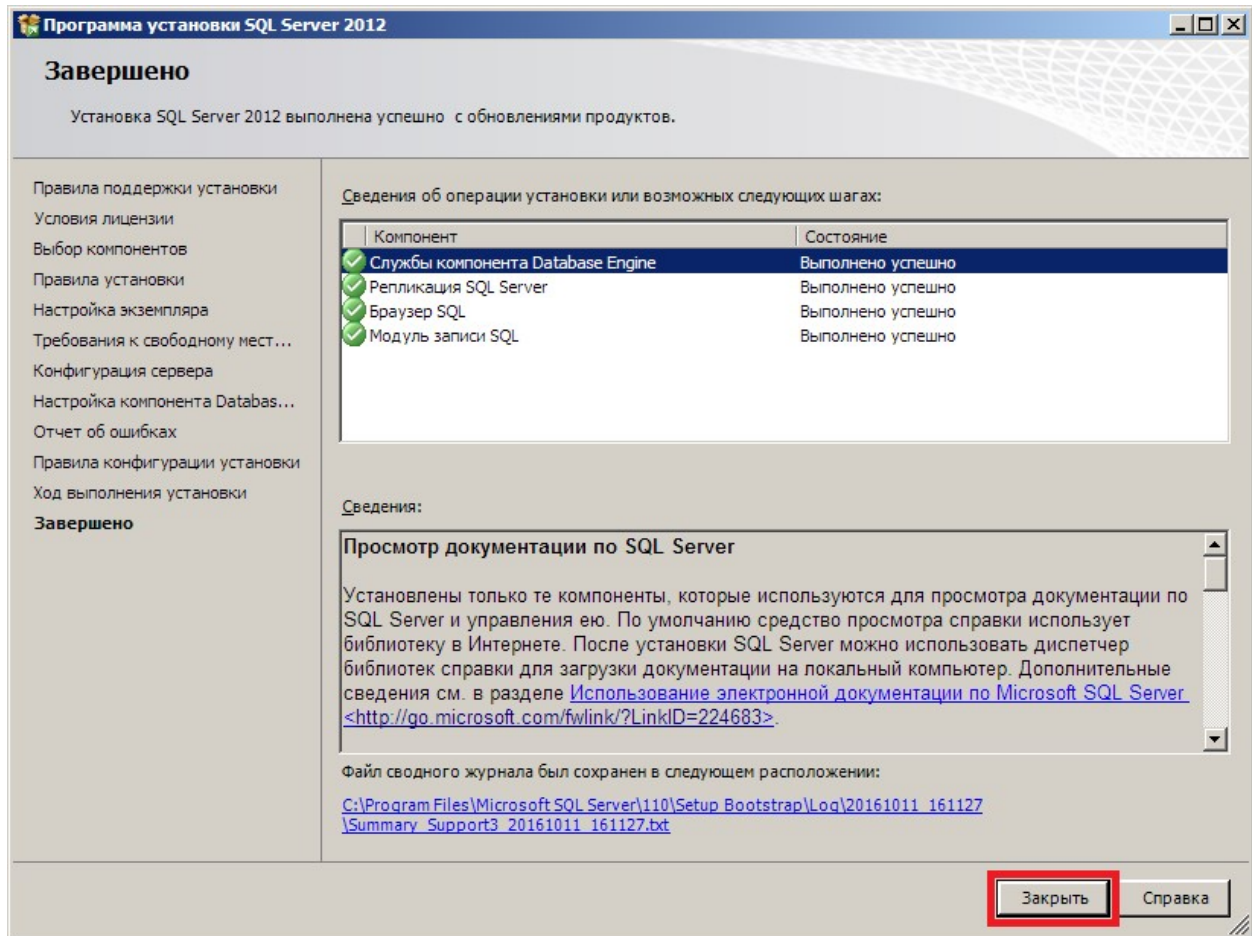 Программа установки SQL Server 2012
Завершено
Установка SQL Server 2012 выполнена успешно с обновлениями продуктов.
Правила поддержки установки
Условия лицензии
Выбор компонентов
Правила установки
Настройка экземпляра
Требования к свободному мест...
Конфигурация сервера
Настройка компонента Databas...
Отчет об ошибках
Правила конфигурации установки
Ход выполнения установки
Завершено
Сведения об операции установки или возможных следующих шагах:
Компонент Состояние
Службы компонента Database Engine Выполнено успешно
Репликация SQL Server Выполнено успешно
Браузер SQL Выполнено успешно
Модуль записи SQL Выполнено успешно
Сведения:
Просмотр документации по SQL Server
Установлены только те компоненты, которые используются для просмотра документации по
SQL Server и управления ею. По умолчанию средство просмотра справки использует
библиотеку в Интернете. После установки SQL Server можно использовать диспетчер
библиотек справки для загрузки документации на локальный компьютер. Дополнительные
сведения см. в разделе Использование электронной документации по Microsoft SQL Server
<http://go.microsoft.com/fwlink/?LinkID=224683>.
Файл сводного журнала был сохранен в следующем расположении:
C:\Program Files\Microsoft SQL Server\110\Setup Bootstrap\Log\20161011_161127
\Summary_Support3_20161011_161127.txt
Закрыть Справка